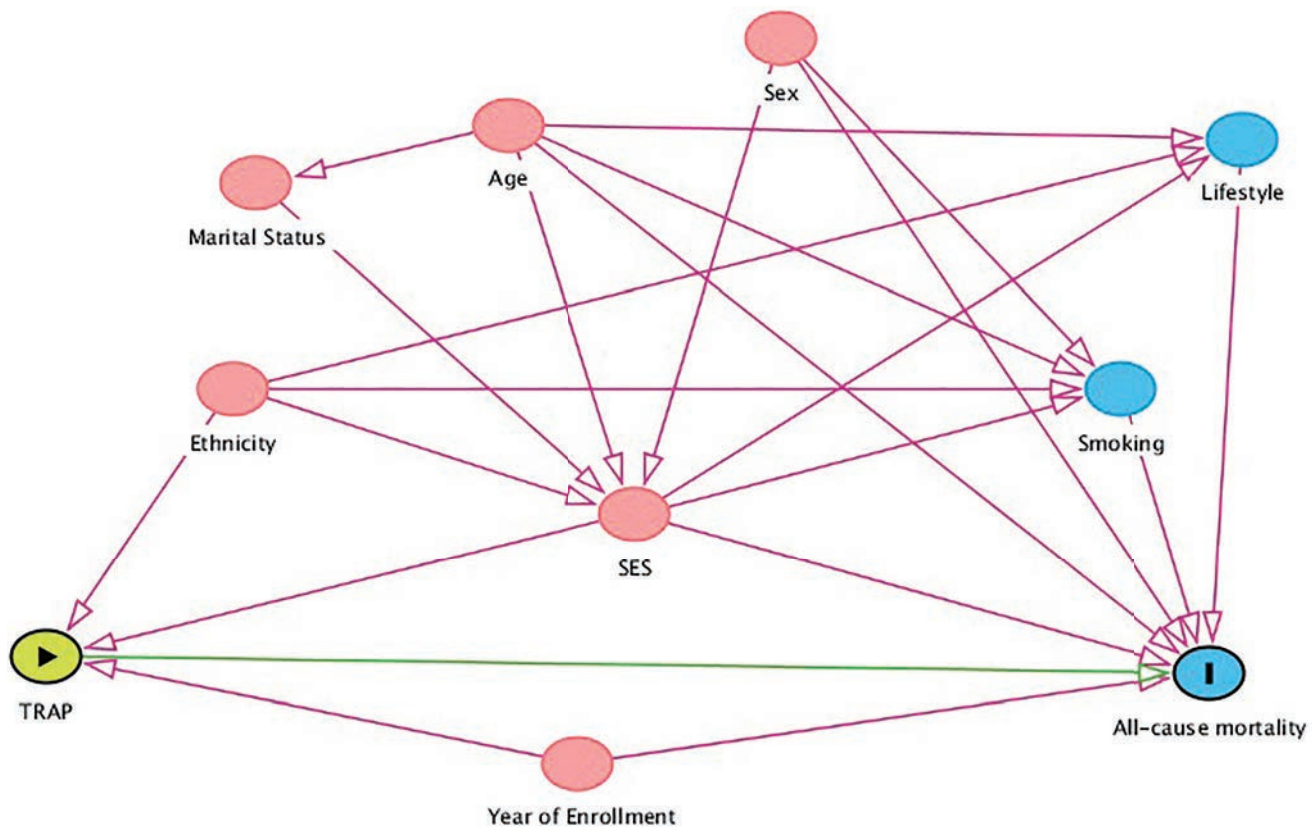 Sex
Age
Lifestyle
Marital Status
Ethnicity
Smoking
SES
TRAP
All-cause mortality
Year of Enrollment